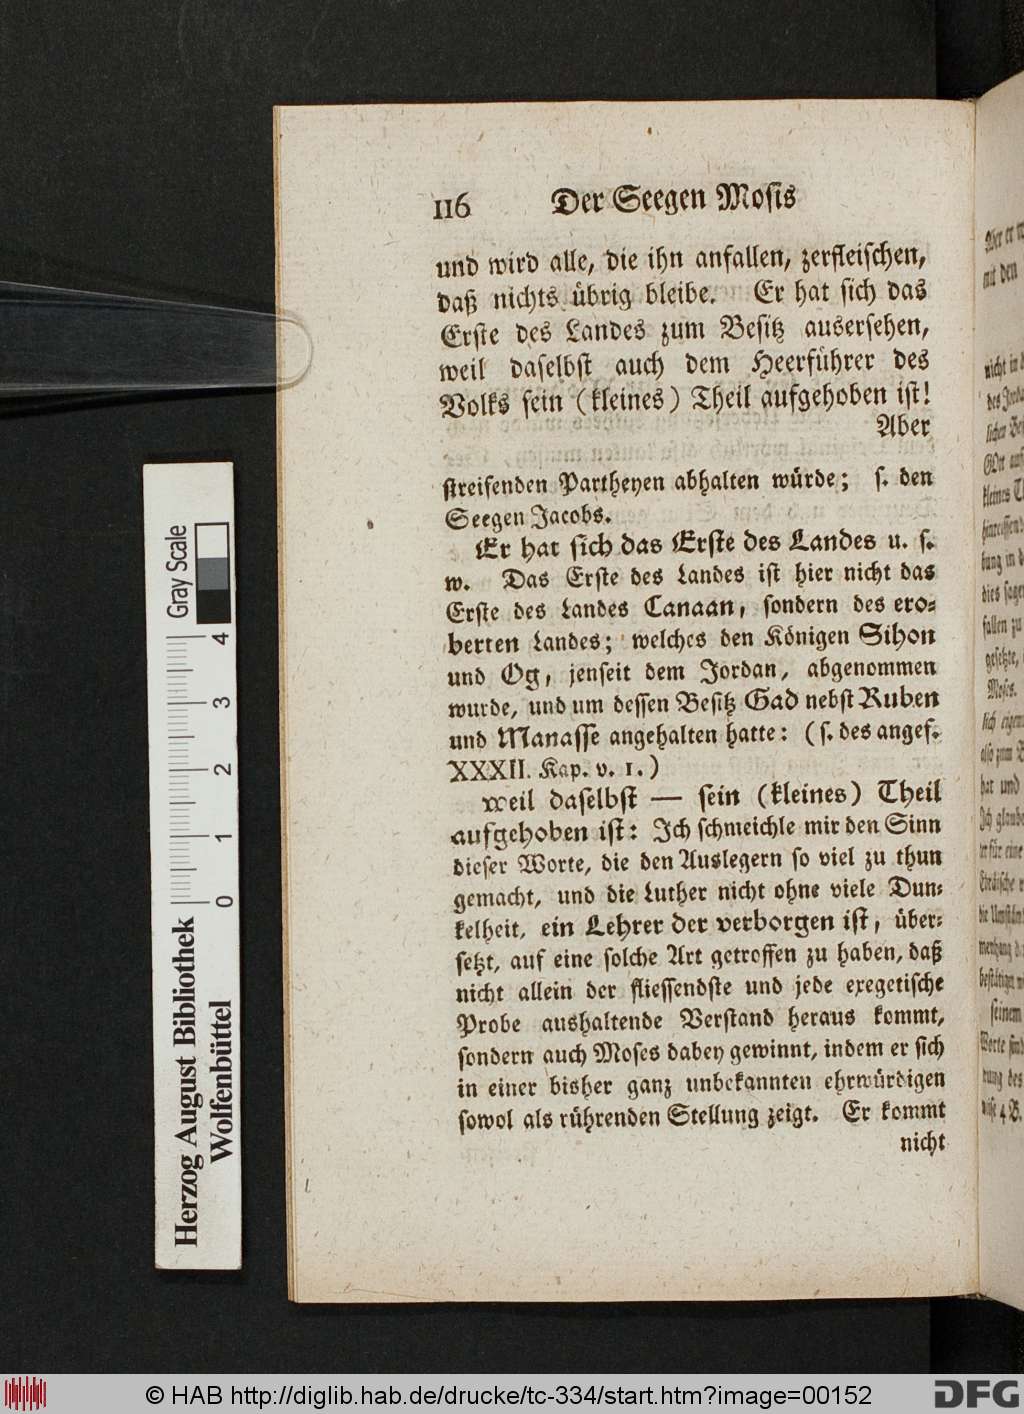 116 Der Seegen Mosis
und wird alle, die ihn anfallen, zerfleischen,
daß nichts übrig bleibe. Er hat sich das
Erste des Landes zum Besitz ausersehen,
weil daselbst auch dem Heerführer des
Volks sein (kleines) Theil aufgehoben ist!
Aber
streifenden Partheyen abhalten würde; s. den
Seegen Jacobs.
Er hat sich das Erste des Landes u. s.
w. Das Erste des Landes ist hier nicht das
Erste des Landes Canaan, sondern des ero-
berten Landes; welches den Königen Sihon
und Og, jenseit dem Jordan, abgenommen
wurde, und um dessen Besitz Gad nebst Ruben
und Manasse angehalten hatte: (s. des angef.
XXXII. Kap. v. 1.)
weil daselbst — sein (kleines) Theil
aufgehoben ist: Ich schmeichle mir den Sinn
dieser Worte, die den Auslegern so viel zu thun
gemacht, und die Luther nicht ohne viele Dun-
kelheit, ein Lehrer der verborgen ist, über-
setzt, auf eine solche Art getroffen zu haben, daß
nicht allein der fliessendste und jede exegetische
Probe aushaltende Verstand heraus kommt,
sondern auch Moses dabey gewinnt, indem er sich
in einer bisher ganz unbekannten ehrwürdigen
sowol als rührenden Stellung zeigt. Er kommt
nicht
Gray Scale
0 1 2 3 4
Herzog August Bibliothek
Wolfenbüttel
© HAB http://diglib.hab.de/drucke/tc-334/start.htm?image=00152
DFG